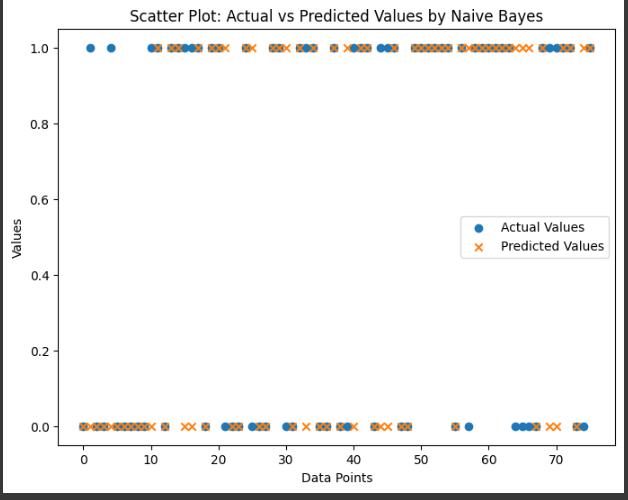 Scatter Plot: Actual vs Predicted Values by Naive Bayes
1.0
0.8
0.6
0.4
0.2
0.0
Values
Actual Values
Predicted Values
0 10 20 30 40 50 60 70
Data Points